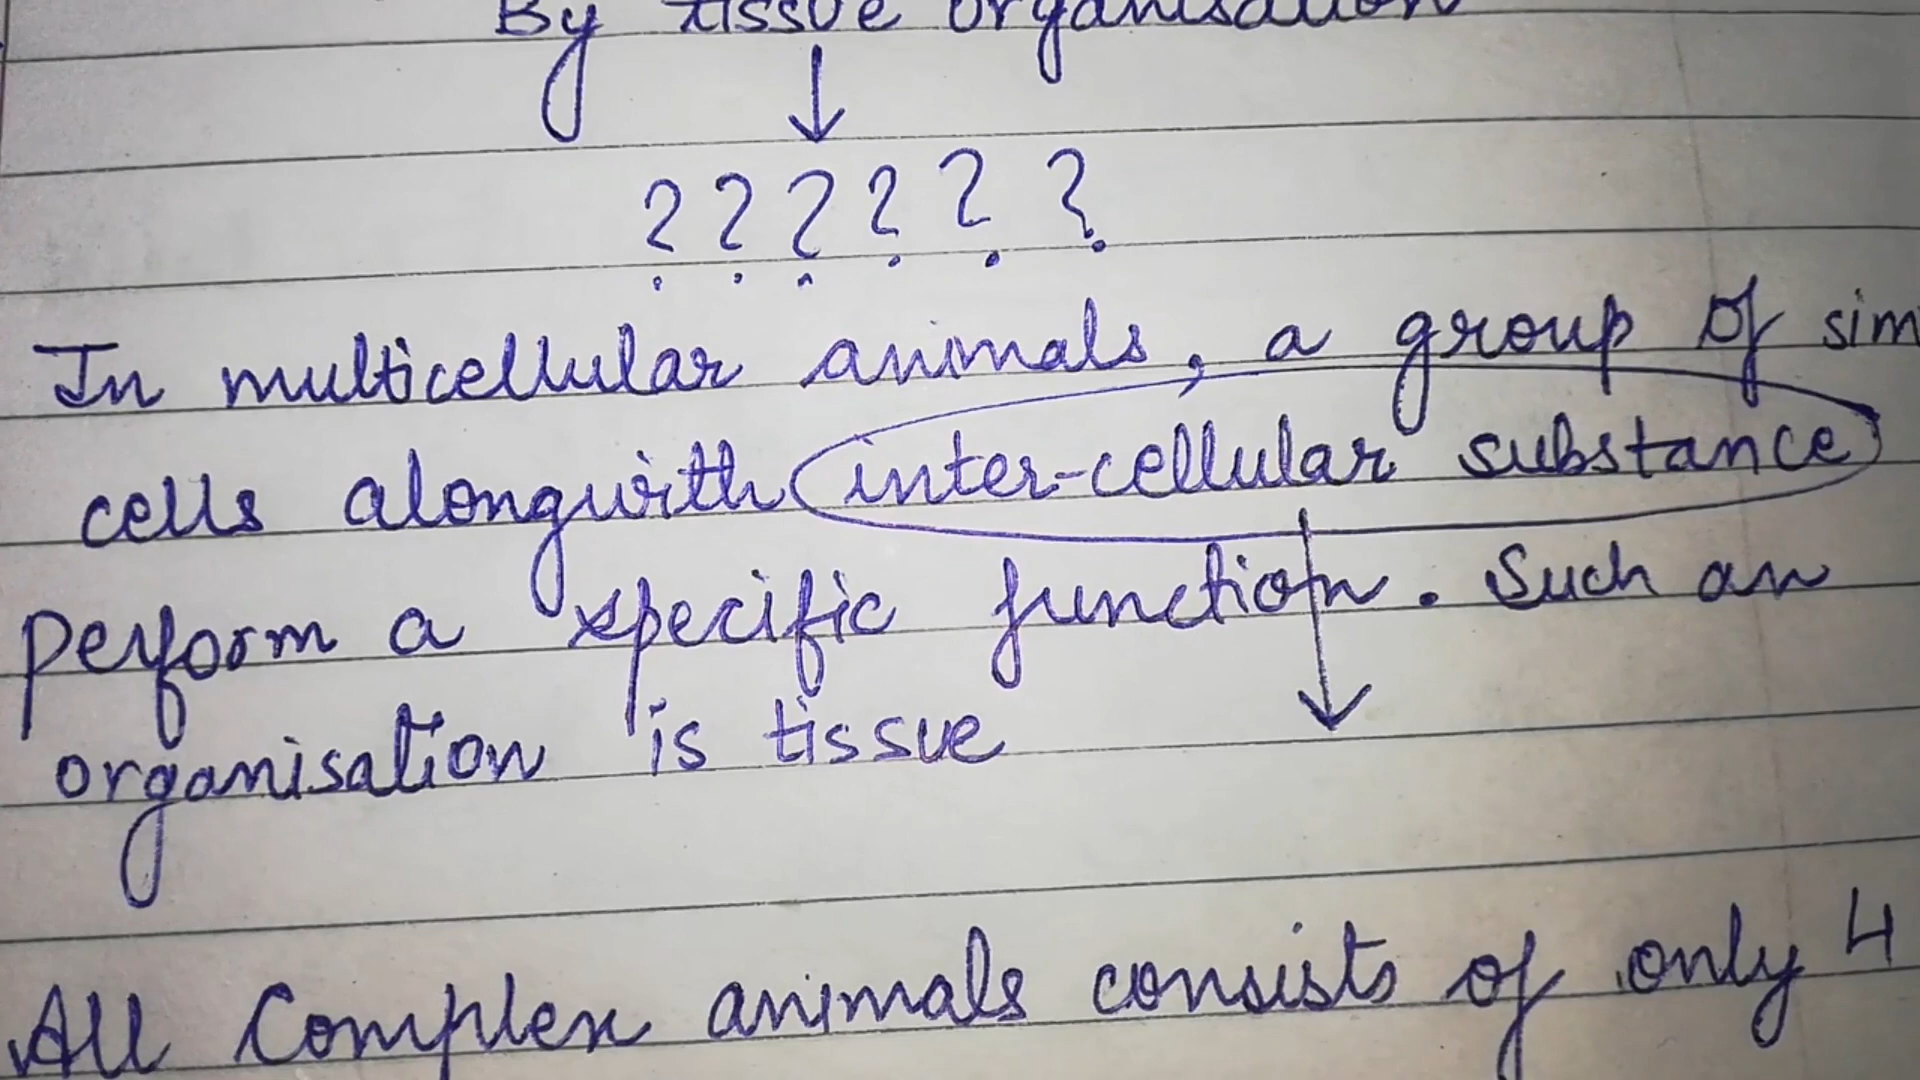 By tissue organisation
? ? ? ? ? ?
In multicellular animals, a group of sim
cells alongwith inter-cellular substance
perform a specific function. Such an
organisation is tissue
All Complex animals consists of only 4